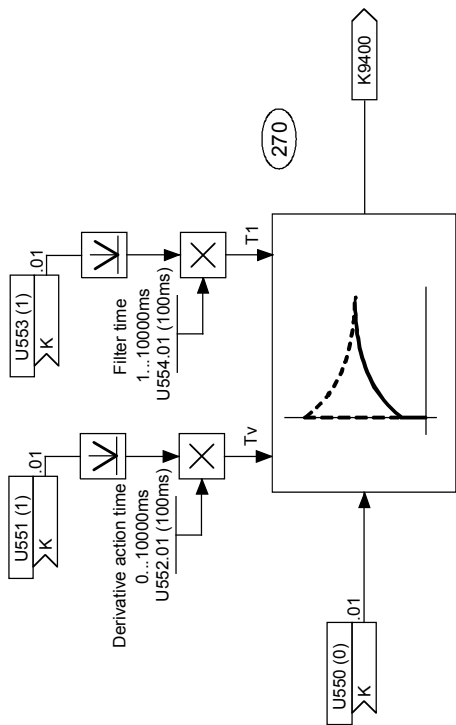 U551 (1)
K
.01
Derivative action time
0...10000ms
U552.01 (100ms)
Tv
U553 (1)
K
.01
Filter time
1...10000ms
U554.01 (100ms)
T1
270
U550 (0)
K
.01
K9400